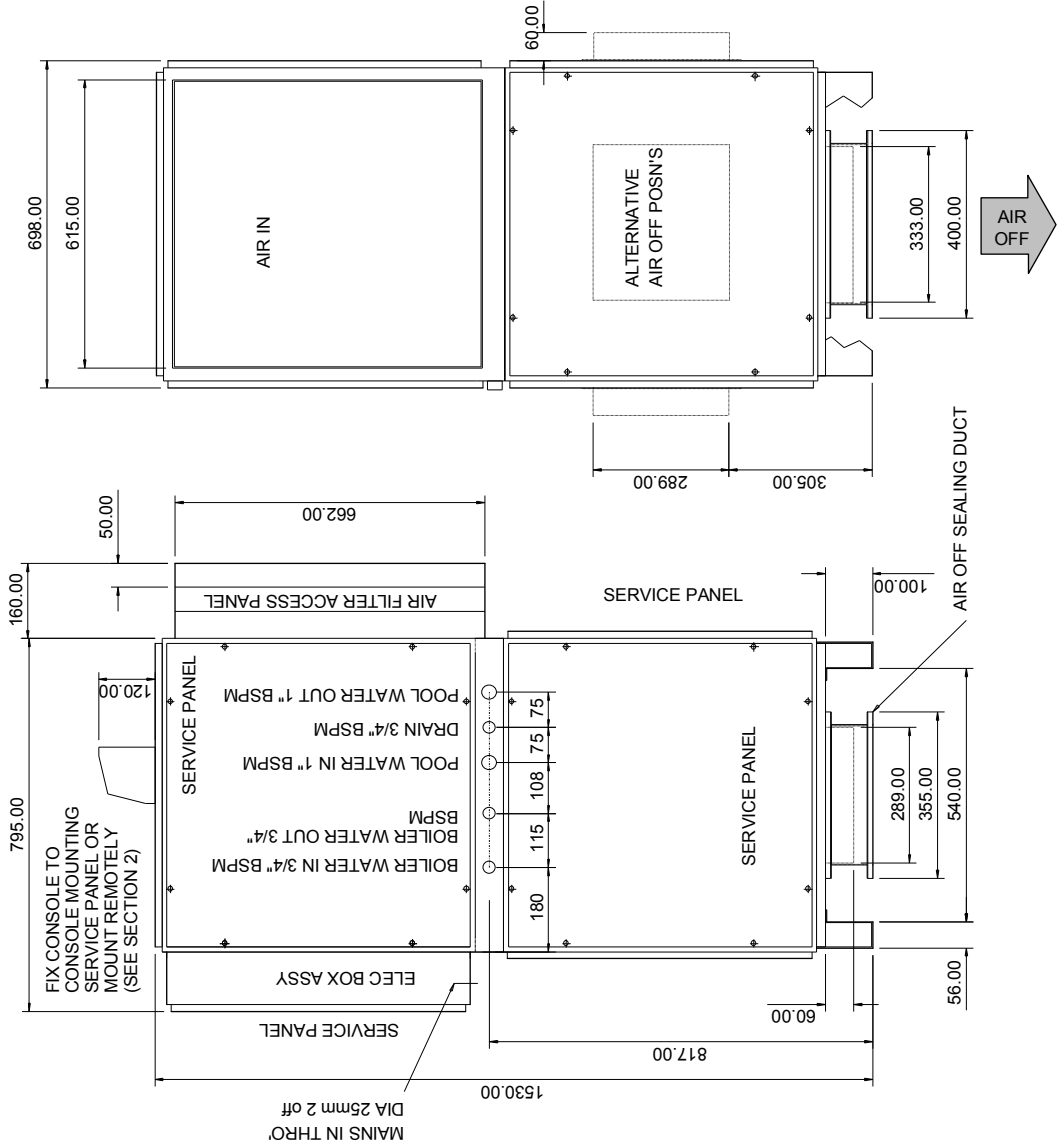 698.00
615.00
60.00
AIR IN
ALTERNATIVE
AIR OFF POSN'S
289.00
305.00
333.00
400.00
AIR
OFF
AIR OFF SEALING DUCT
795.00
160.00
50.00
120.00
662.00
FIX CONSOLE TO
CONSOLE MOUNTING
SERVICE PANEL OR
MOUNT REMOTELY
(SEE SECTION 2)
SERVICE PANEL
AIR FILTER ACCESS PANEL
POOL WATER OUT 1" BSPM
DRAIN 3/4" BSPM
POOL WATER IN 1" BSPM
BOILER WATER OUT 3/4"
BSPM
BOILER WATER IN 3/4" BSPM
ELEC BOX ASSY
SERVICE PANEL
75
75
108
115
180
SERVICE PANEL
SERVICE PANEL
MAINS IN THRO'
DIA 25mm 2 off
1530.00
817.00
60.00
56.00
289.00
355.00
540.00
100.00